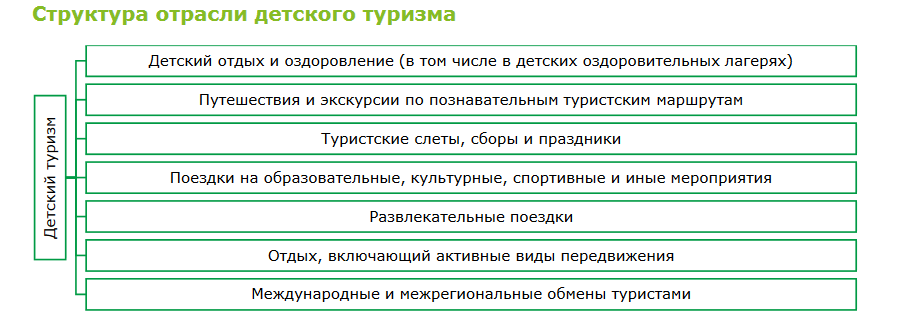 Структура отрасли детского туризма
Детский туризм
Детский отдых и оздоровление (в том числе в детских оздоровительных лагерях)
Путешествия и экскурсии по познавательным туристским маршрутам
Туристские слеты, сборы и праздники
Поездки на образовательные, культурные, спортивные и иные мероприятия
Развлекательные поездки
Отдых, включающий активные виды передвижения
Международные и межрегиональные обмены туристами